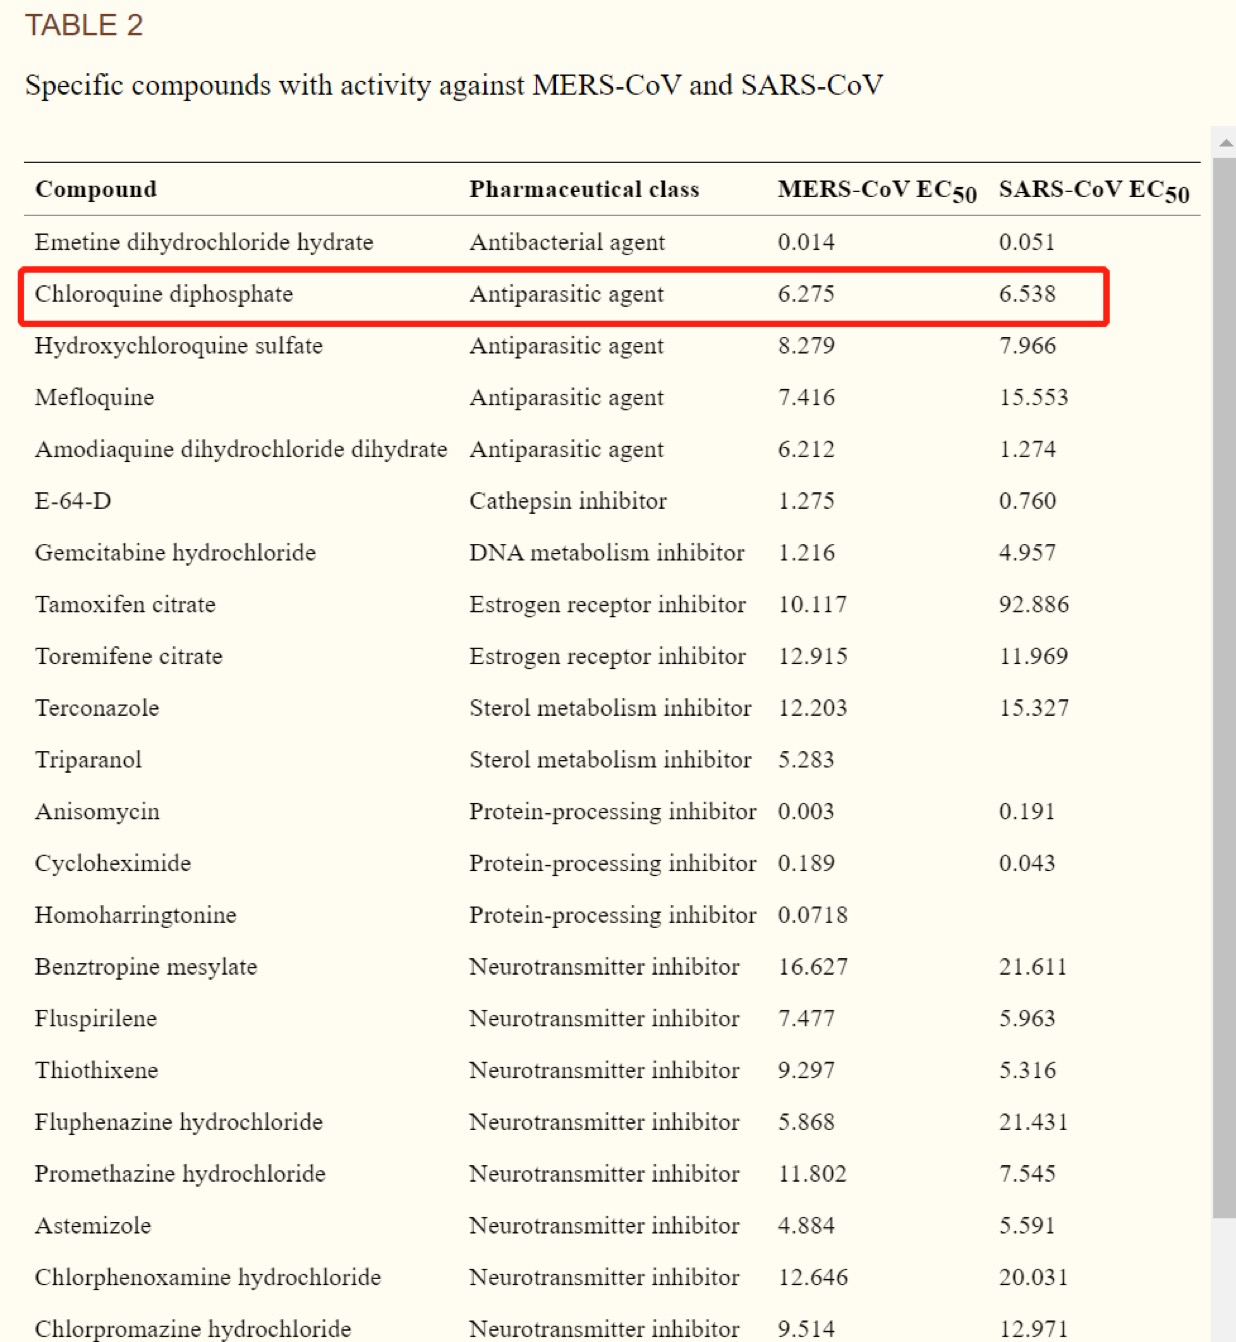 TABLE 2
Specific compounds with activity against MERS-CoV and SARS-CoV
Compound Pharmaceutical class MERS-CoV EC50 SARS-CoV EC50
Emetine dihydrochloride hydrate Antibacterial agent 0.014 0.051
Chloroquine diphosphate Antiparasitic agent 6.275 6.538
Hydroxychloroquine sulfate Antiparasitic agent 8.279 7.966
Mefloquine Antiparasitic agent 7.416 15.553
Amodiaquine dihydrochloride dihydrate Antiparasitic agent 6.212 1.274
E-64-D Cathepsin inhibitor 1.275 0.760
Gemcitabine hydrochloride DNA metabolism inhibitor 1.216 4.957
Tamoxifen citrate Estrogen receptor inhibitor 10.117 92.886
Toremifene citrate Estrogen receptor inhibitor 12.915 11.969
Terconazole Sterol metabolism inhibitor 12.203 15.327
Triparanol Sterol metabolism inhibitor 5.283
Anisomycin Protein-processing inhibitor 0.003 0.191
Cycloheximide Protein-processing inhibitor 0.189 0.043
Homoharringtonine Protein-processing inhibitor 0.0718
Benztropine mesylate Neurotransmitter inhibitor 16.627 21.611
Fluspirilene Neurotransmitter inhibitor 7.477 5.963
Thiothixene Neurotransmitter inhibitor 9.297 5.316
Fluphenazine hydrochloride Neurotransmitter inhibitor 5.868 21.431
Promethazine hydrochloride Neurotransmitter inhibitor 11.802 7.545
Astemizole Neurotransmitter inhibitor 4.884 5.591
Chlorphenoxamine hydrochloride Neurotransmitter inhibitor 12.646 20.031
Chlorpromazine hydrochloride Neurotransmitter inhibitor 9.514 12.971